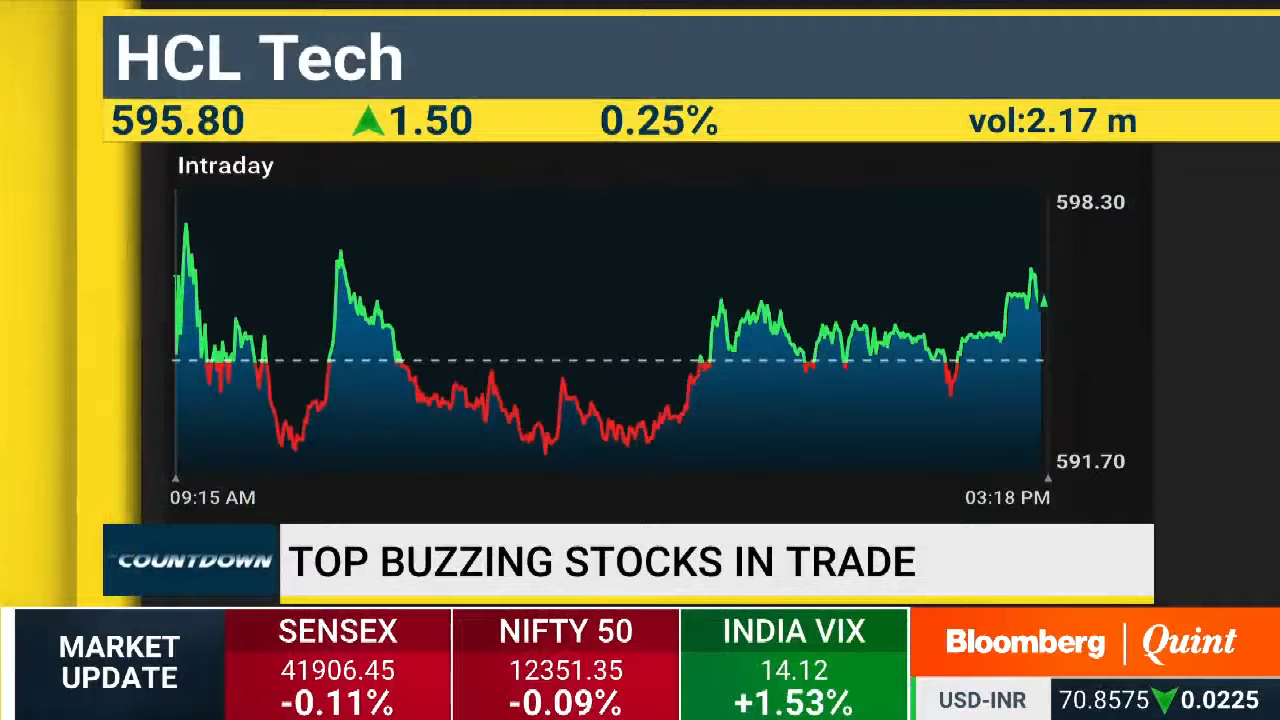 HCL Tech
595.80 ▲1.50 0.25% vol:2.17 m
Intraday
598.30
591.70
09:15 AM 03:18 PM
COUNTDOWN TOP BUZZING STOCKS IN TRADE
MARKET
UPDATE
SENSEX
41906.45
-0.11%
NIFTY 50
12351.35
-0.09%
INDIA VIX
14.12
+1.53%
Bloomberg | Quint
USD-INR 70.8575▼0.0225